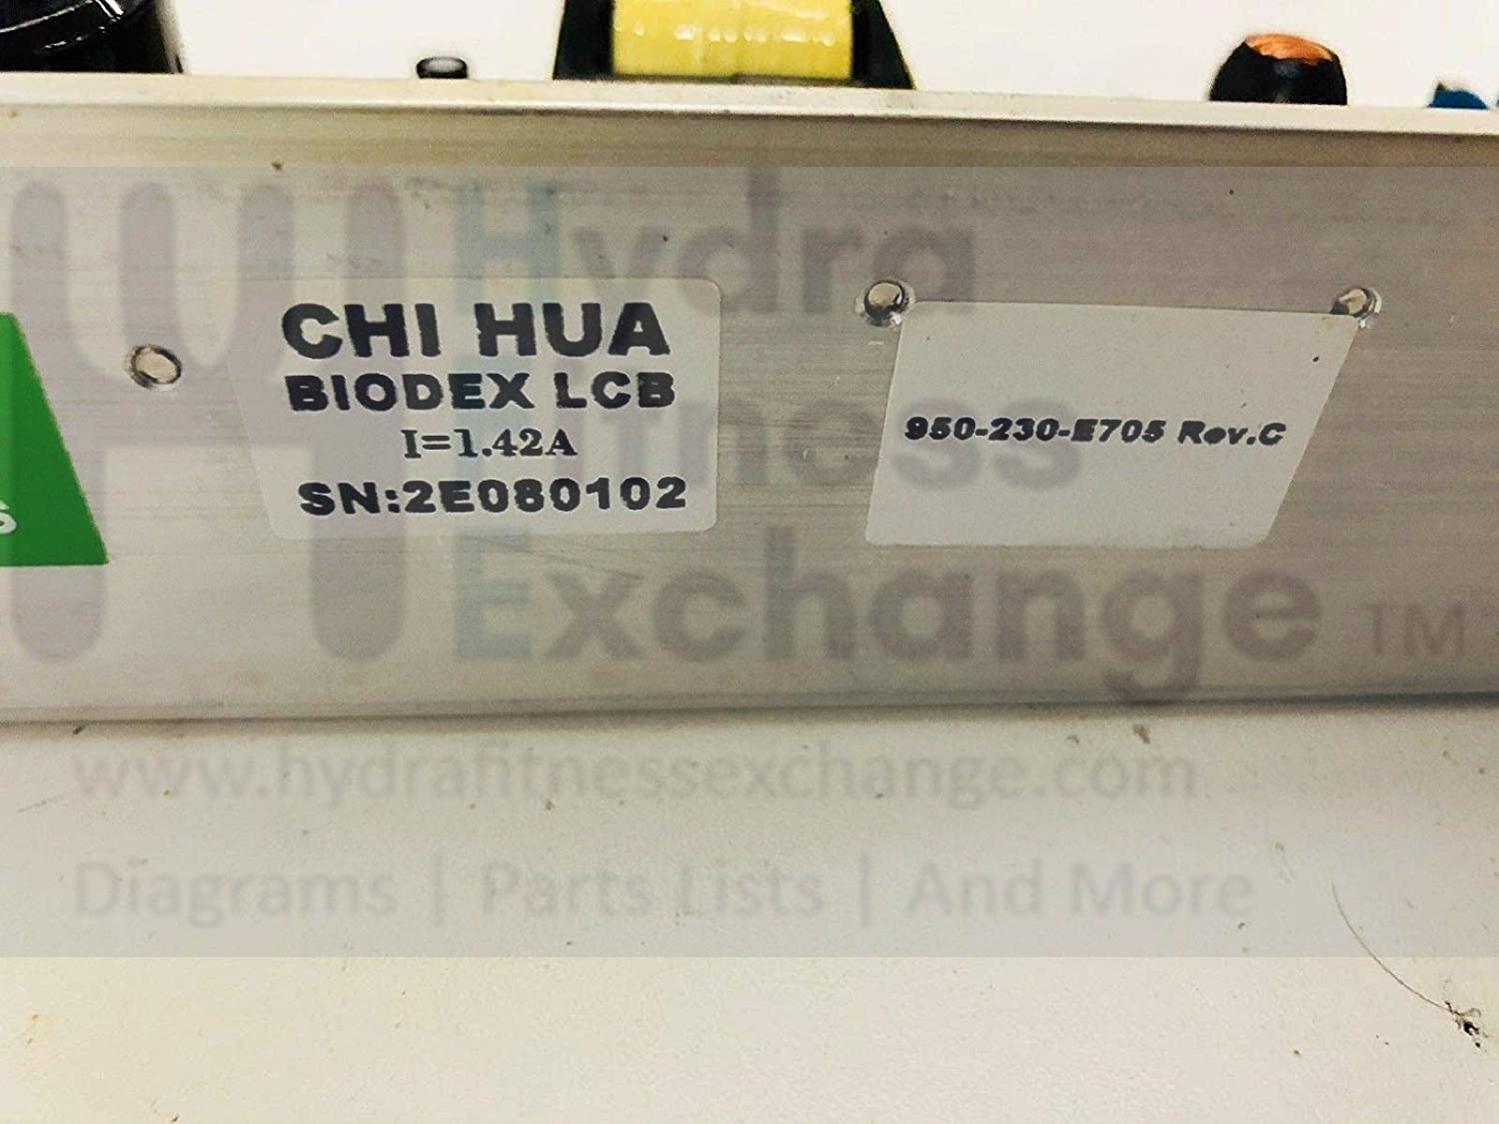 CHI HUA
BIODEX LCB
I=1.42A
SN:2E080102
950-230-E705 Rev.C
Hydra
Fitness
Exchange TM
www.hydrafitnessexchange.com
Diagrams | Parts Lists | And More
S